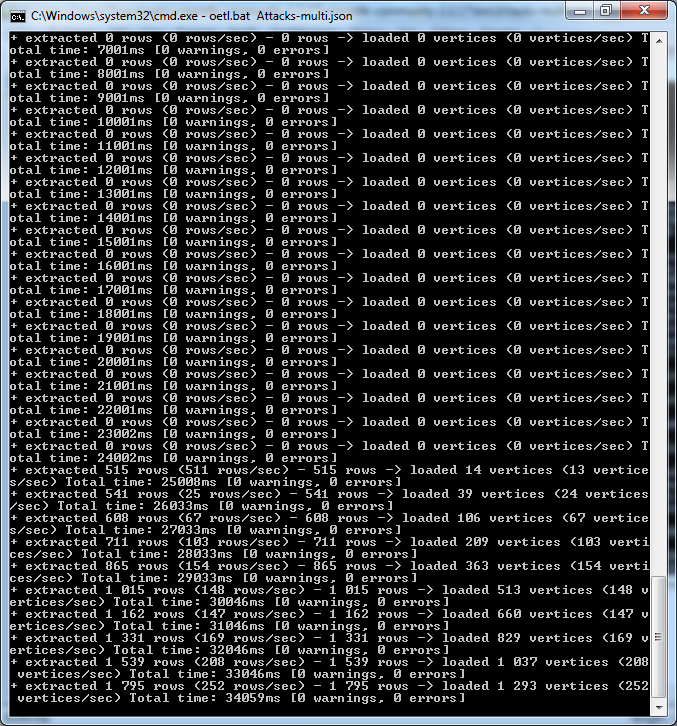 C:\Windows\system32\cmd.exe - oetl.bat  Attacks-multi.json
+ extracted 0 rows (0 rows/sec) - 0 rows -> loaded 0 vertices (0 vertices/sec) T
otal time: 7001ms [0 warnings, 0 errors]
+ extracted 0 rows (0 rows/sec) - 0 rows -> loaded 0 vertices (0 vertices/sec) T
otal time: 8001ms [0 warnings, 0 errors]
+ extracted 0 rows (0 rows/sec) - 0 rows -> loaded 0 vertices (0 vertices/sec) T
otal time: 9001ms [0 warnings, 0 errors]
+ extracted 0 rows (0 rows/sec) - 0 rows -> loaded 0 vertices (0 vertices/sec) T
otal time: 10001ms [0 warnings, 0 errors]
+ extracted 0 rows (0 rows/sec) - 0 rows -> loaded 0 vertices (0 vertices/sec) T
otal time: 11001ms [0 warnings, 0 errors]
+ extracted 0 rows (0 rows/sec) - 0 rows -> loaded 0 vertices (0 vertices/sec) T
otal time: 12001ms [0 warnings, 0 errors]
+ extracted 0 rows (0 rows/sec) - 0 rows -> loaded 0 vertices (0 vertices/sec) T
otal time: 13001ms [0 warnings, 0 errors]
+ extracted 0 rows (0 rows/sec) - 0 rows -> loaded 0 vertices (0 vertices/sec) T
otal time: 14001ms [0 warnings, 0 errors]
+ extracted 0 rows (0 rows/sec) - 0 rows -> loaded 0 vertices (0 vertices/sec) T
otal time: 15001ms [0 warnings, 0 errors]
+ extracted 0 rows (0 rows/sec) - 0 rows -> loaded 0 vertices (0 vertices/sec) T
otal time: 16001ms [0 warnings, 0 errors]
+ extracted 0 rows (0 rows/sec) - 0 rows -> loaded 0 vertices (0 vertices/sec) T
otal time: 17001ms [0 warnings, 0 errors]
+ extracted 0 rows (0 rows/sec) - 0 rows -> loaded 0 vertices (0 vertices/sec) T
otal time: 18001ms [0 warnings, 0 errors]
+ extracted 0 rows (0 rows/sec) - 0 rows -> loaded 0 vertices (0 vertices/sec) T
otal time: 19001ms [0 warnings, 0 errors]
+ extracted 0 rows (0 rows/sec) - 0 rows -> loaded 0 vertices (0 vertices/sec) T
otal time: 20001ms [0 warnings, 0 errors]
+ extracted 0 rows (0 rows/sec) - 0 rows -> loaded 0 vertices (0 vertices/sec) T
otal time: 21001ms [0 warnings, 0 errors]
+ extracted 0 rows (0 rows/sec) - 0 rows -> loaded 0 vertices (0 vertices/sec) T
otal time: 22001ms [0 warnings, 0 errors]
+ extracted 0 rows (0 rows/sec) - 0 rows -> loaded 0 vertices (0 vertices/sec) T
otal time: 23002ms [0 warnings, 0 errors]
+ extracted 0 rows (0 rows/sec) - 0 rows -> loaded 0 vertices (0 vertices/sec) T
otal time: 24002ms [0 warnings, 0 errors]
+ extracted 515 rows (511 rows/sec) - 515 rows -> loaded 14 vertices (13 vertice
s/sec) Total time: 25008ms [0 warnings, 0 errors]
+ extracted 541 rows (25 rows/sec) - 541 rows -> loaded 39 vertices (24 vertices
/sec) Total time: 26033ms [0 warnings, 0 errors]
+ extracted 608 rows (67 rows/sec) - 608 rows -> loaded 106 vertices (67 vertice
s/sec) Total time: 27033ms [0 warnings, 0 errors]
+ extracted 711 rows (103 rows/sec) - 711 rows -> loaded 209 vertices (103 verti
ces/sec) Total time: 28033ms [0 warnings, 0 errors]
+ extracted 865 rows (154 rows/sec) - 865 rows -> loaded 363 vertices (154 verti
ces/sec) Total time: 29033ms [0 warnings, 0 errors]
+ extracted 1 015 rows (148 rows/sec) - 1 015 rows -> loaded 513 vertices (148 v
ertices/sec) Total time: 30046ms [0 warnings, 0 errors]
+ extracted 1 162 rows (147 rows/sec) - 1 162 rows -> loaded 660 vertices (147 v
ertices/sec) Total time: 31046ms [0 warnings, 0 errors]
+ extracted 1 331 rows (169 rows/sec) - 1 331 rows -> loaded 829 vertices (169 v
ertices/sec) Total time: 32046ms [0 warnings, 0 errors]
+ extracted 1 539 rows (208 rows/sec) - 1 539 rows -> loaded 1 037 vertices (208
 vertices/sec) Total time: 33046ms [0 warnings, 0 errors]
+ extracted 1 795 rows (252 rows/sec) - 1 795 rows -> loaded 1 293 vertices (252
 vertices/sec) Total time: 34059ms [0 warnings, 0 errors]